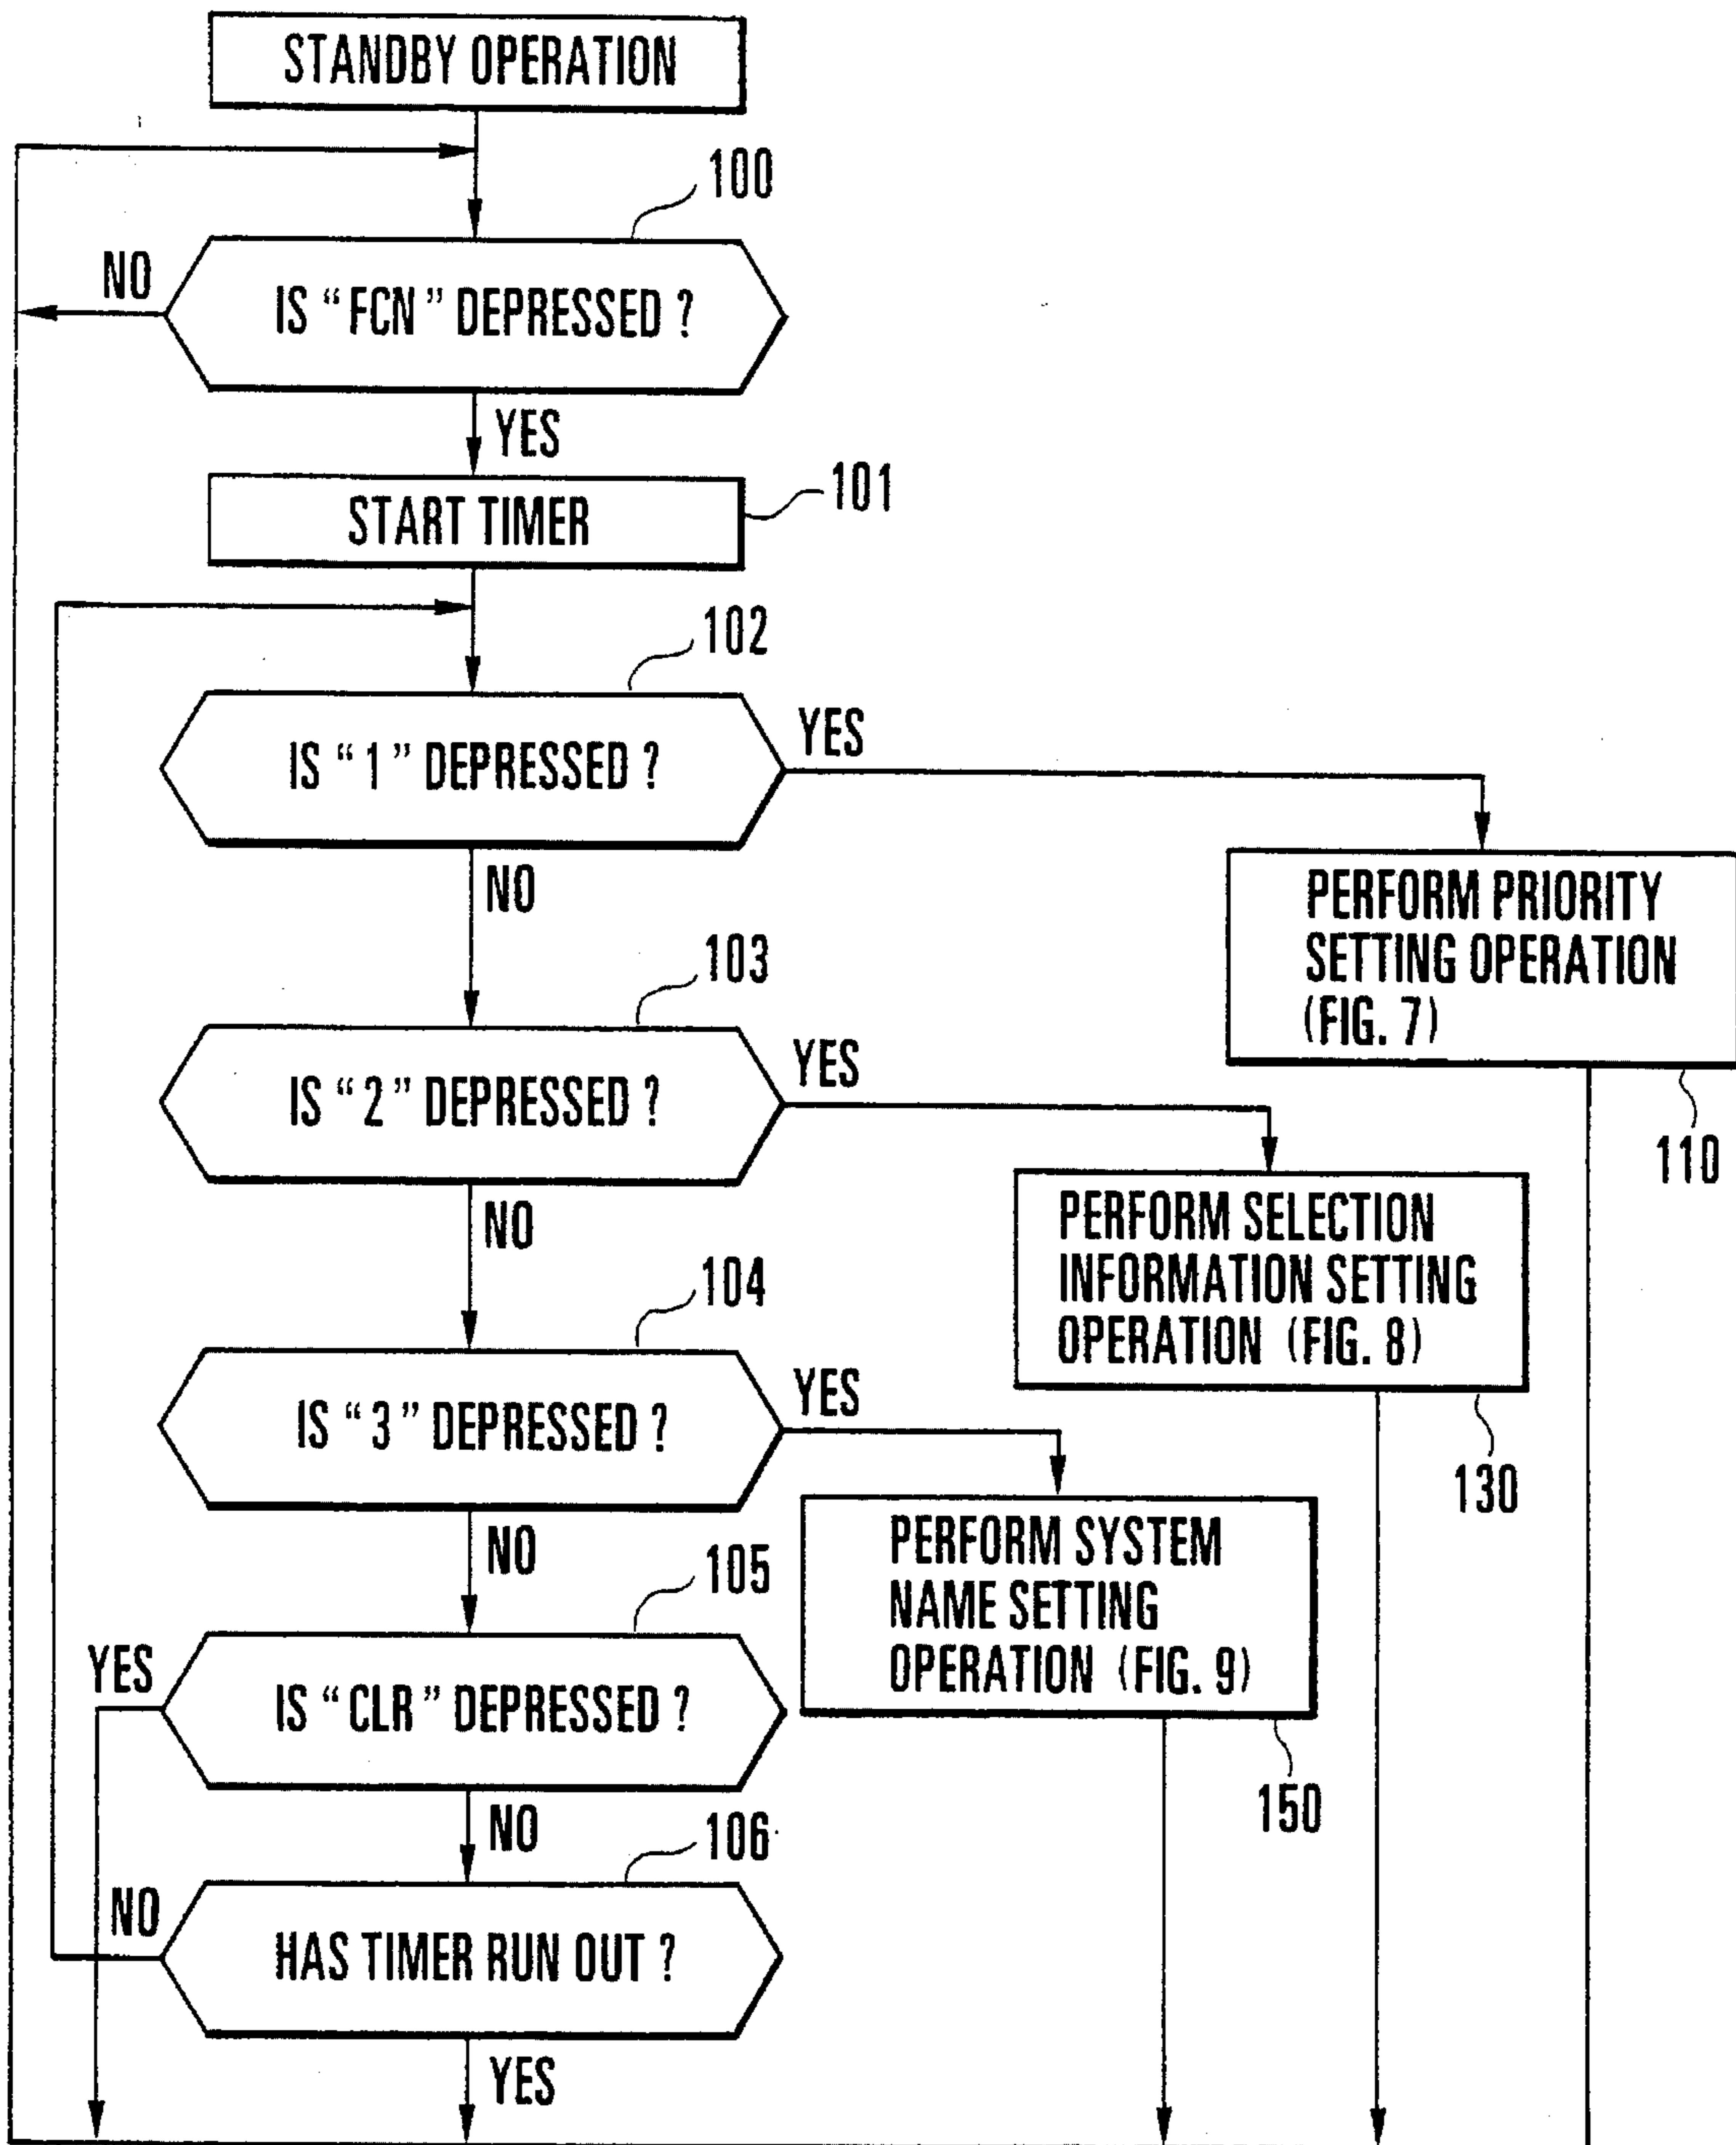 STANDBY OPERATION
100
NO
IS “FCN” DEPRESSED ?
YES
101
START TIMER
102
YES
IS “1” DEPRESSED ?
NO
PERFORM PRIORITY
SETTING OPERATION
(FIG. 7)
110
103
YES
IS “2” DEPRESSED ?
NO
PERFORM SELECTION
INFORMATION SETTING
OPERATION (FIG. 8)
130
104
YES
IS “3” DEPRESSED ?
NO
PERFORM SYSTEM
NAME SETTING
OPERATION (FIG. 9)
150
105
YES
IS “CLR” DEPRESSED ?
NO
106
NO
HAS TIMER RUN OUT ?
YES